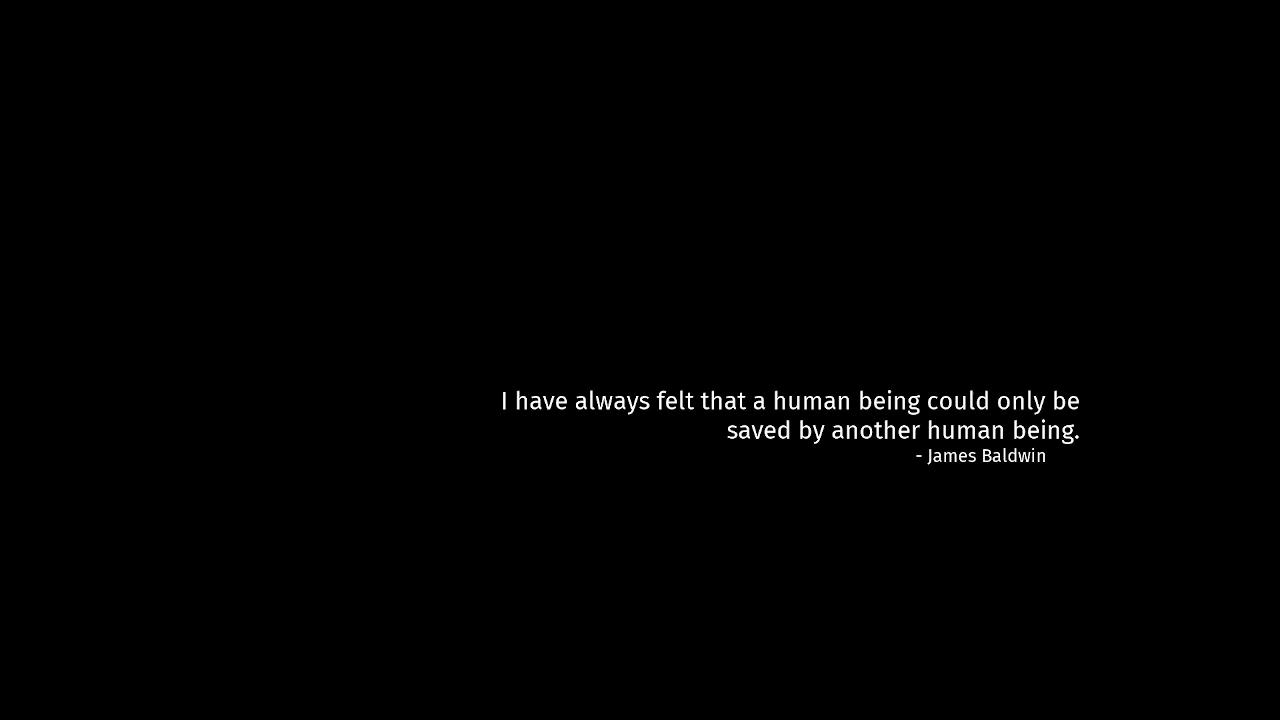 I have always felt that a human being could only be
saved by another human being.
- James Baldwin